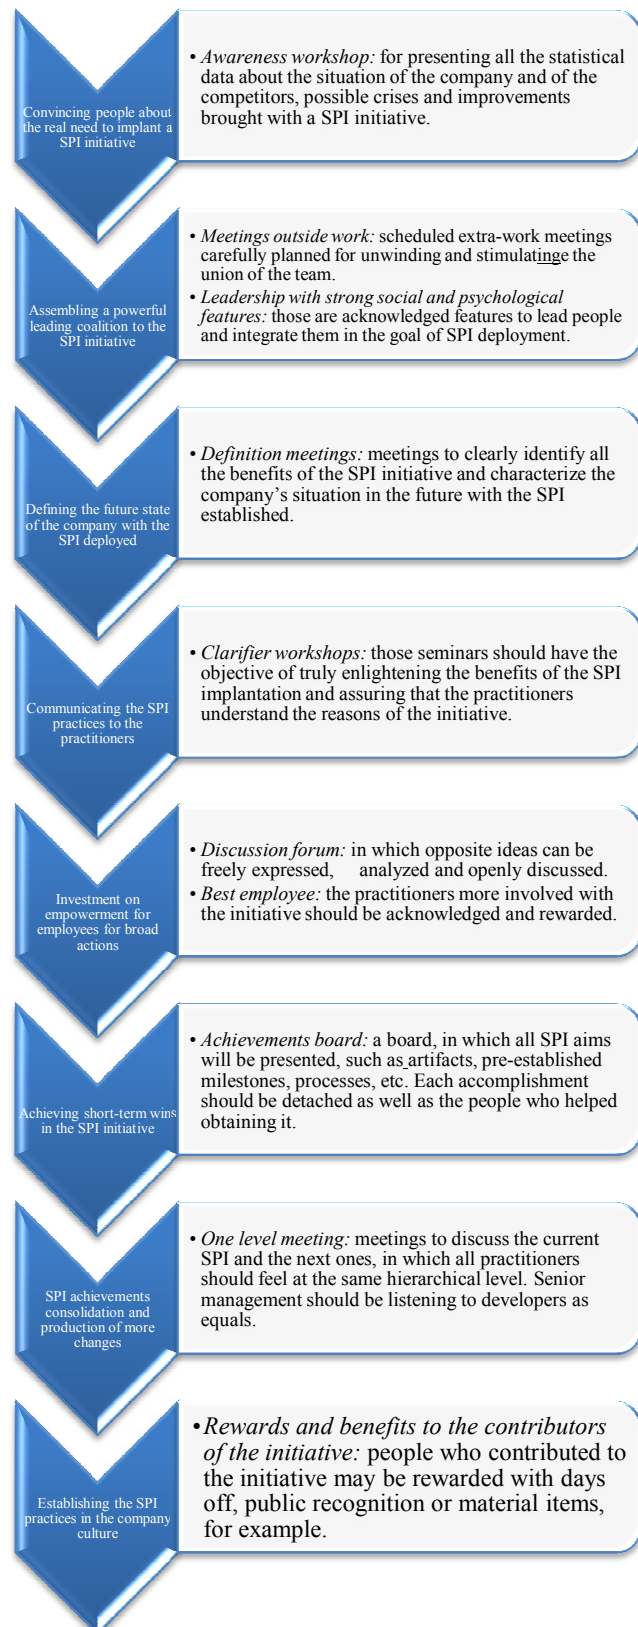 Convincing people about
the real need to implant a
SPI initiative
• Awareness workshop: for presenting all the statistical
data about the situation of the company and of the
competitors, possible crises and improvements
brought with a SPI initiative.
Assembling a powerful
leading coalition to the
SPI initiative
• Meetings outside work: scheduled extra-work meetings
carefully planned for unwinding and stimulatinge the
union of the team.
• Leadership with strong social and psychological
features: those are acknowledged features to lead people
and integrate them in the goal of SPI deployment.
Defining the future state
of the company with the
SPI deployed
• Definition meetings: meetings to clearly identify all
the benefits of the SPI initiative and characterize the
company's situation in the future with the SPI
established.
Communicating the SPI
practices to the
practitioners
• Clarifier workshops: those seminars should have the
objective of truly enlightening the benefits of the SPI
implantation and assuring that the practitioners
understand the reasons of the initiative.
Investment on
empowerment for
employees for broad
actions
• Discussion forum: in which opposite ideas can be
freely expressed, analyzed and openly discussed.
• Best employee: the practitioners more involved with
the initiative should be acknowledged and rewarded.
Achieving short-term wins
in the SPI initiative
• Achievements board: a board, in which all SPI aims
will be presented, such as artifacts, pre-established
milestones, processes, etc. Each accomplishment
should be detached as well as the people who helped
obtaining it.
SPI achievements
consolidation and
production of more
changes
• One level meeting: meetings to discuss the current
SPI and the next ones, in which all practitioners
should feel at the same hierarchical level. Senior
management should be listening to developers as
equals.
Establishing the SPI
practices in the company
culture
• Rewards and benefits to the contributors
of the initiative: people who contributed to
the initiative may be rewarded with days
off, public recognition or material items,
for example.